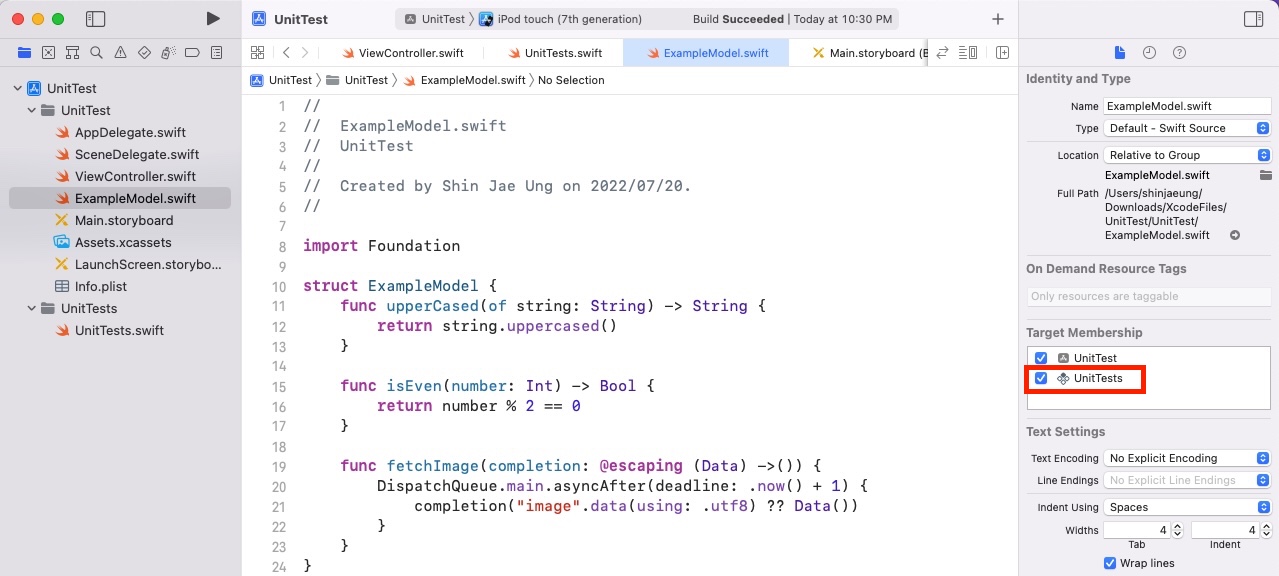 UnitTest
UnitTest
iPod touch (7th generation)
Build Succeeded | Today at 10:30 PM
ViewController.swift
UnitTests.swift
ExampleModel.swift
Main.storyboard (B
UnitTest
UnitTest
ExampleModel.swift
No Selection
UnitTest
UnitTest
AppDelegate.swift
SceneDelegate.swift
ViewController.swift
ExampleModel.swift
Main.storyboard
Assets.xcassets
LaunchScreen.storybo...
Info.plist
UnitTests
UnitTests.swift
1 //
2 //  ExampleModel.swift
3 //  UnitTest
4 //
5 //  Created by Shin Jae Ung on 2022/07/20.
6 //
7
8 import Foundation
9
10 struct ExampleModel {
11     func upperCased(of string: String) -> String {
12         return string.uppercased()
13     }
14
15     func isEven(number: Int) -> Bool {
16         return number % 2 == 0
17     }
18
19     func fetchImage(completion: @escaping (Data) ->()) {
20         DispatchQueue.main.asyncAfter(deadline: .now() + 1) {
21             completion("image".data(using: .utf8) ?? Data())
22         }
23     }
24 }
Identity and Type
Name ExampleModel.swift
Type Default - Swift Source
Location Relative to Group
ExampleModel.swift
Full Path /Users/shinjaeung/
Downloads/XcodeFiles/
UnitTest/UnitTest/
ExampleModel.swift
On Demand Resource Tags
Only resources are taggable
Target Membership
UnitTest
UnitTests
Text Settings
Text Encoding No Explicit Encoding
Line Endings No Explicit Line Endings
Indent Using Spaces
Widths 4 4
Tab Indent
Wrap lines